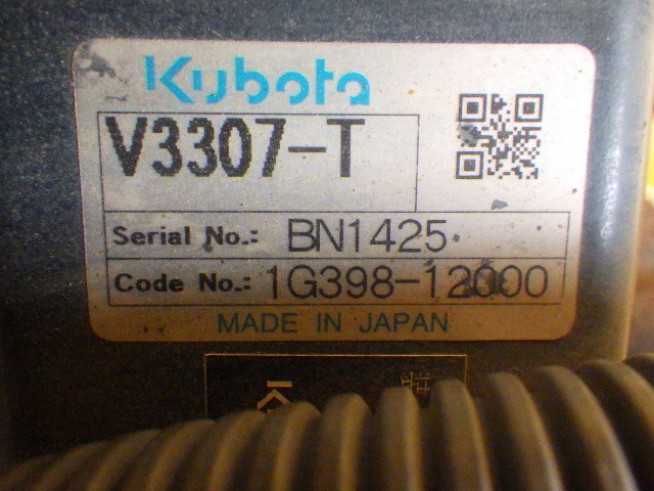 Kubota
V3307-T
Serial No.: BN1425
Code No.: 1G398-12000
MADE IN JAPAN